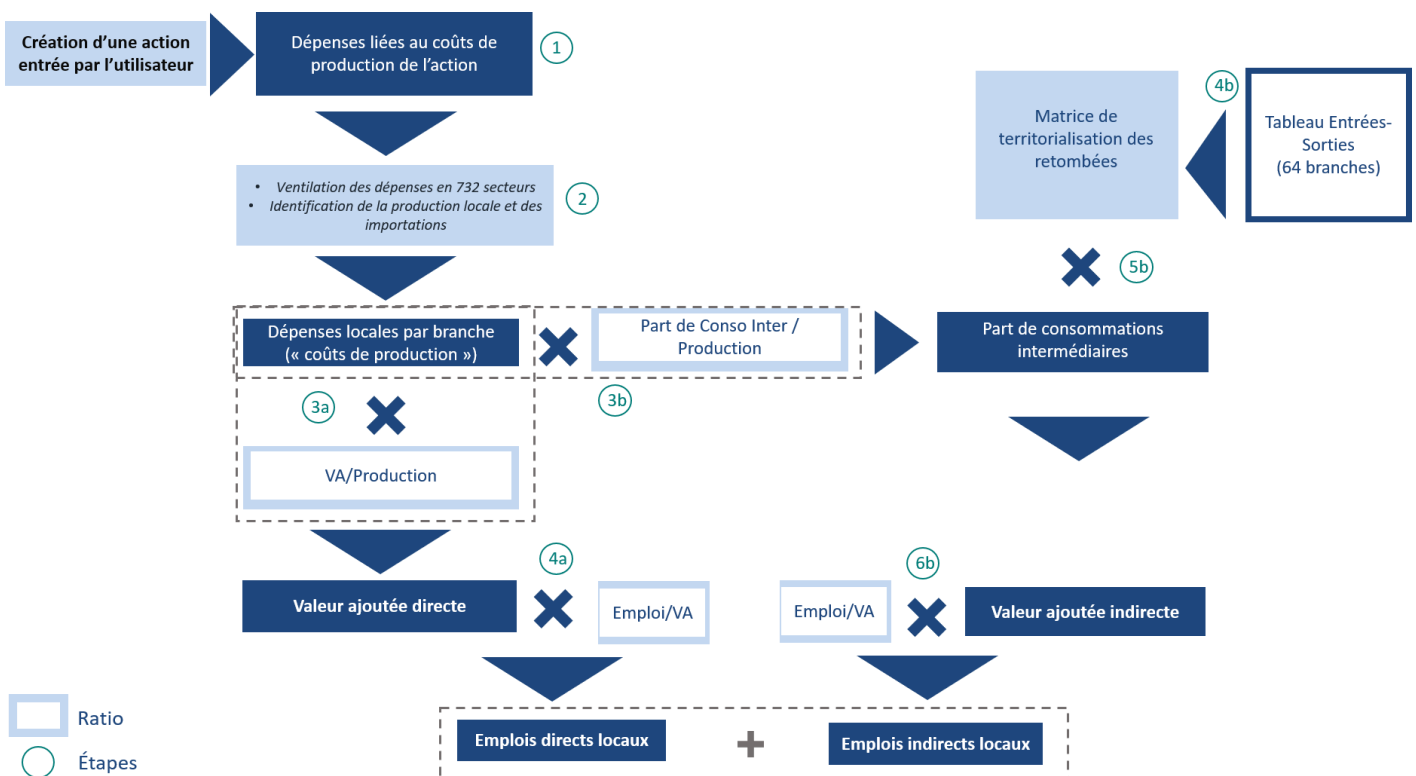 Création d’une action
entrée par l’utilisateur
Dépenses liées au coûts de
production de l’action
1
Matrice de
territorialisation des
retombées
4b
Tableau Entrées-
Sorties
(64 branches)
• Ventilation des dépenses en 732 secteurs
• Identification de la production locale et des
importations
2
5b
Dépenses locales par branche
(« coûts de production »)
Part de Conso Inter /
Production
Part de consommations
intermédiaires
3a
3b
VA/Production
4a
6b
Valeur ajoutée directe
Emploi/VA
Emploi/VA
Valeur ajoutée indirecte
Ratio
Étapes
Emplois directs locaux
Emplois indirects locaux